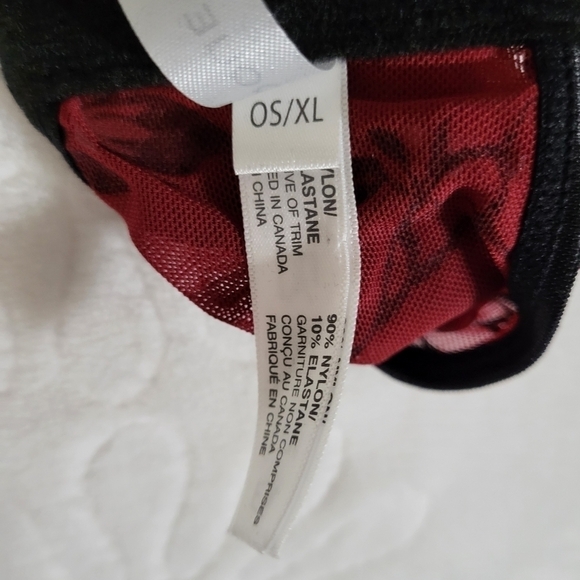 OS/XL
YLON/
ASTANE
VE OF TRIM
ED IN CANADA
CHINA
90% NYLON/
10% ELASTANE
GARNITURE NON COMPRISES
CONÇU AU CANADA
FABRIQUÉ EN CHINE